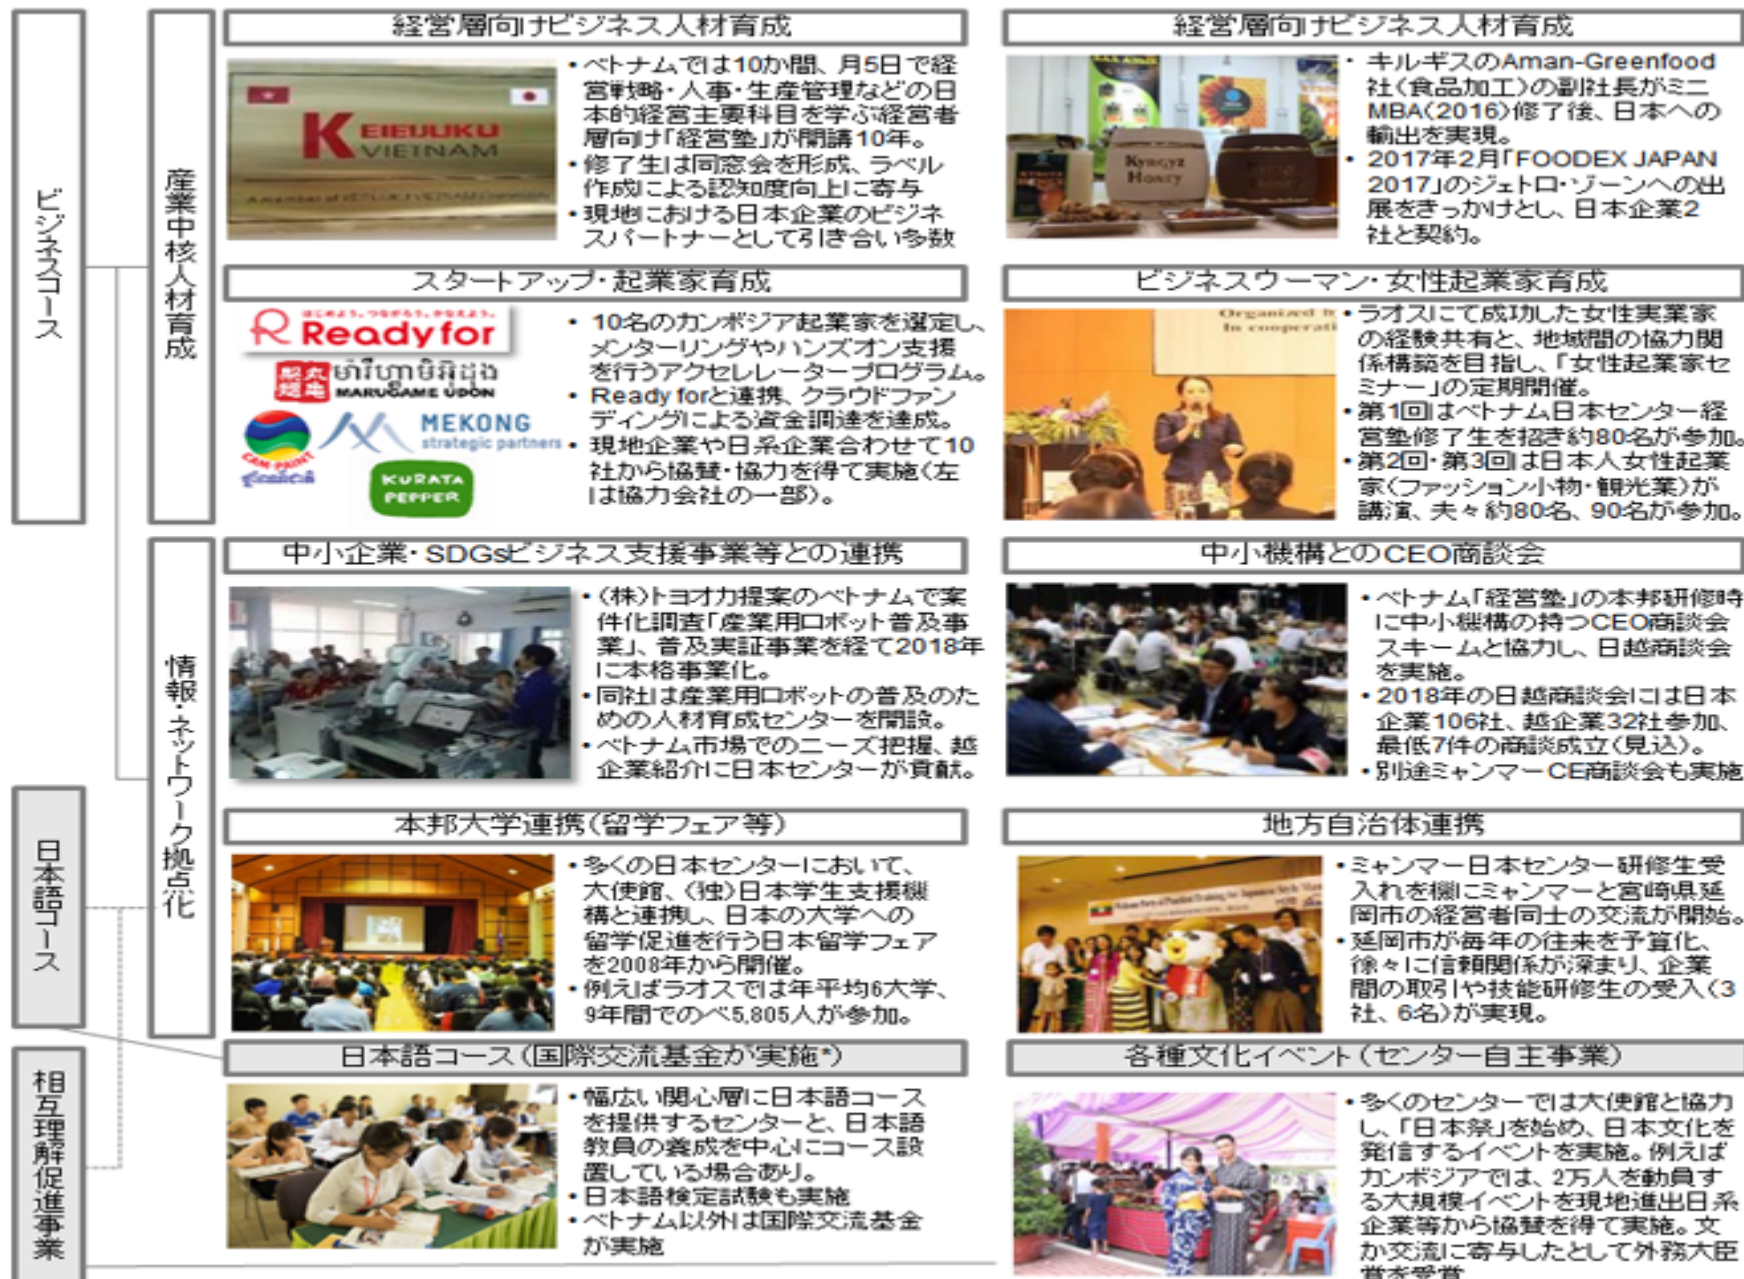 ビジネスコース
産業中核人材育成
経営層向けビジネス人材育成
KEIEIJUKU
VIETNAM
・ベトナムでは10か間、月5日で経
営戦略・人事・生産管理などの日
本的経営主要科目を学ぶ経営者
層向け「経営塾」が開講10年。
・修了生は同窓会を形成、ラベル
作成による認知度向上に寄与
・現地における日本企業のビジネ
スパートナーとして引き合い多数
経営層向けビジネス人材育成
Kyrgyz
Honey
・キルギスのAman-Greenfood
社(食品加工)の副社長がミニ
MBA(2016)修了後、日本への
輸出を実現。
・2017年2月「FOODEX JAPAN
2017」のジェトロ・ゾーンへの出
展をきっかけとし、日本企業2
社と契約。
スタートアップ・起業家育成
はじめよう。つながろう。かなえよう。
Readyfor
丸亀製麺
MARUGAME UDON
CAM-PAINT
MEKONG
strategic partners
KURATA
PEPPER
・10名のカンボジア起業家を選定し、
メンターリングやハンズオン支援
を行うアクセレレータープログラム。
・Ready forと連携、クラウドファン
ディングによる資金調達を達成。
・現地企業や日系企業合わせて10
社から協賛・協力を得て実施(左
は協力会社の一部)。
ビジネスウーマン・女性起業家育成
Organized b
In cooperati
・ラオスにて成功した女性実業家
の経験共有と、地域間の協力関
係構築を目指し、「女性起業家セ
ミナー」の定期開催。
・第1回はベトナム日本センター経
営塾修了生を招き約80名が参加。
・第2回・第3回は日本人女性起業
家(ファッション小物・観光業)が
講演、夫々約80名、90名が参加。
情報・ネットワーク拠点化
中小企業・SDGsビジネス支援事業等との連携
・(株)トヨオカ提案のベトナムで案
件化調査「産業用ロボット普及事
業」、普及実証事業を経て2018年
に本格事業化。
・同社は産業用ロボットの普及のた
めの人材育成センターを開設。
・ベトナム市場でのニーズ把握、越
企業紹介に日本センターが貢献。
中小機構とのCEO商談会
・ベトナム「経営塾」の本邦研修時
に中小機構の持つCEO商談会
スキームと協力し、日越商談会
を実施。
・2018年の日越商談会には日本
企業106社、越企業32社参加、
最低7件の商談成立(見込)。
・別途ミャンマーCE商談会も実施
日本語コース
本邦大学連携(留学フェア等)
・多くの日本センターにおいて、
大使館、(独)日本学生支援機
構と連携し、日本の大学への
留学促進を行う日本留学フェア
を2008年から開催。
・例えばラオスでは年平均6大学、
9年間でのべ5,805人が参加。
地方自治体連携
・ミャンマー日本センター研修生受
入れを機にミャンマーと宮崎県延
岡市の経営者同士の交流が開始。
・延岡市が毎年の往来を予算化、
徐々に信頼関係が深まり、企業
間の取引や技能研修生の受入(3
社、6名)が実現。
相互理解促進事業
日本語コース(国際交流基金が実施*)
・幅広い関心層に日本語コース
を提供するセンターと、日本語
教員の養成を中心にコース設
置している場合あり。
・日本語検定試験も実施
・ベトナム以外は国際交流基金
が実施
各種文化イベント(センター自主事業)
・多くのセンターでは大使館と協力
し、「日本祭」を始め、日本文化を
発信するイベントを実施。例えば
カンボジアでは、2万人を動員す
る大規模イベントを現地進出日系
企業等から協賛を得て実施。文
か交流に寄与したとして外務大臣
賞を受賞